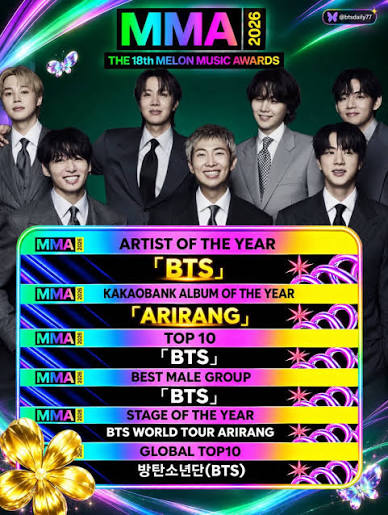 MMA 2026
@btsdaily77
THE 18th MELON MUSIC AWARDS
MMA 2026 ARTIST OF THE YEAR
「BTS」
MMA 2026 KAKAOBANK ALBUM OF THE YEAR
「ARIRANG」
MMA 2026 TOP 10
「BTS」
MMA 2026 BEST MALE GROUP
「BTS」
MMA 2026 STAGE OF THE YEAR
BTS WORLD TOUR ARIRANG
MMA 2026 GLOBAL TOP10
방탄소년단(BTS)